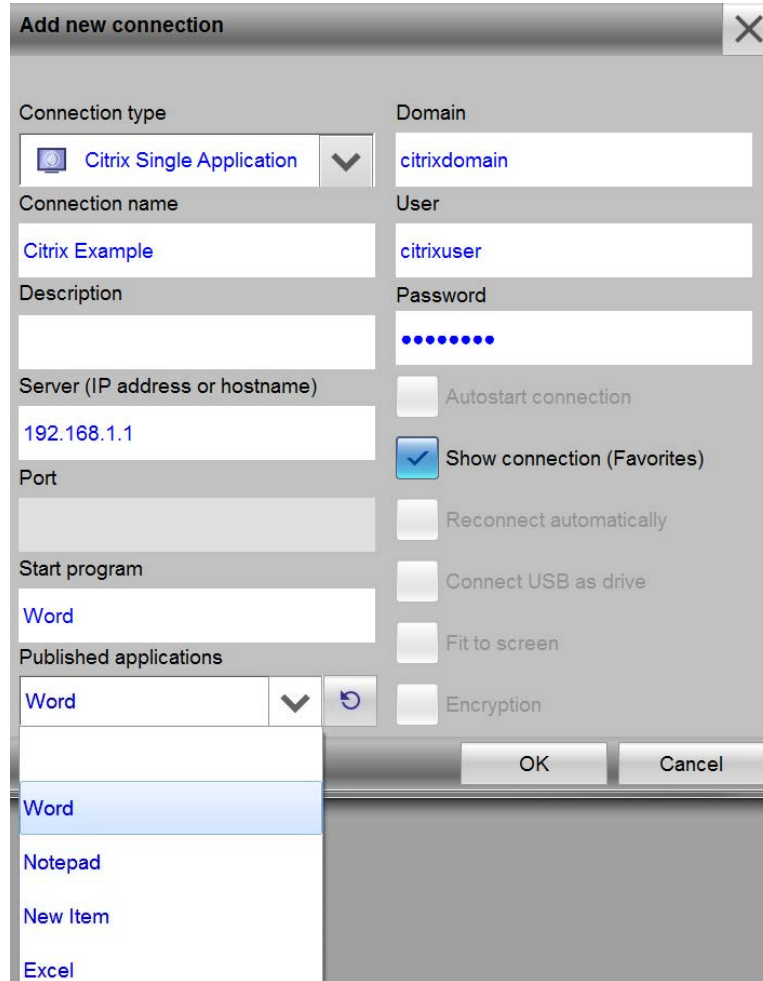 Add new connection
Connection type
Citrix Single Application
Connection name
Citrix Example
Description
Server (IP address or hostname)
192.168.1.1
Port
Start program
Word
Published applications
Word
Word
Notepad
New Item
Excel
Domain
citrixdomain
User
citrixuser
Password
••••••••
Autostart connection
Show connection (Favorites)
Reconnect automatically
Connect USB as drive
Fit to screen
Encryption
OK
Cancel